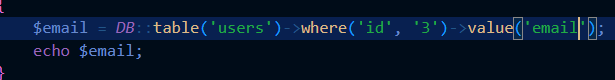 {
$email = DB::table('users')->where('id', '3')->value('email');
echo $email;
}